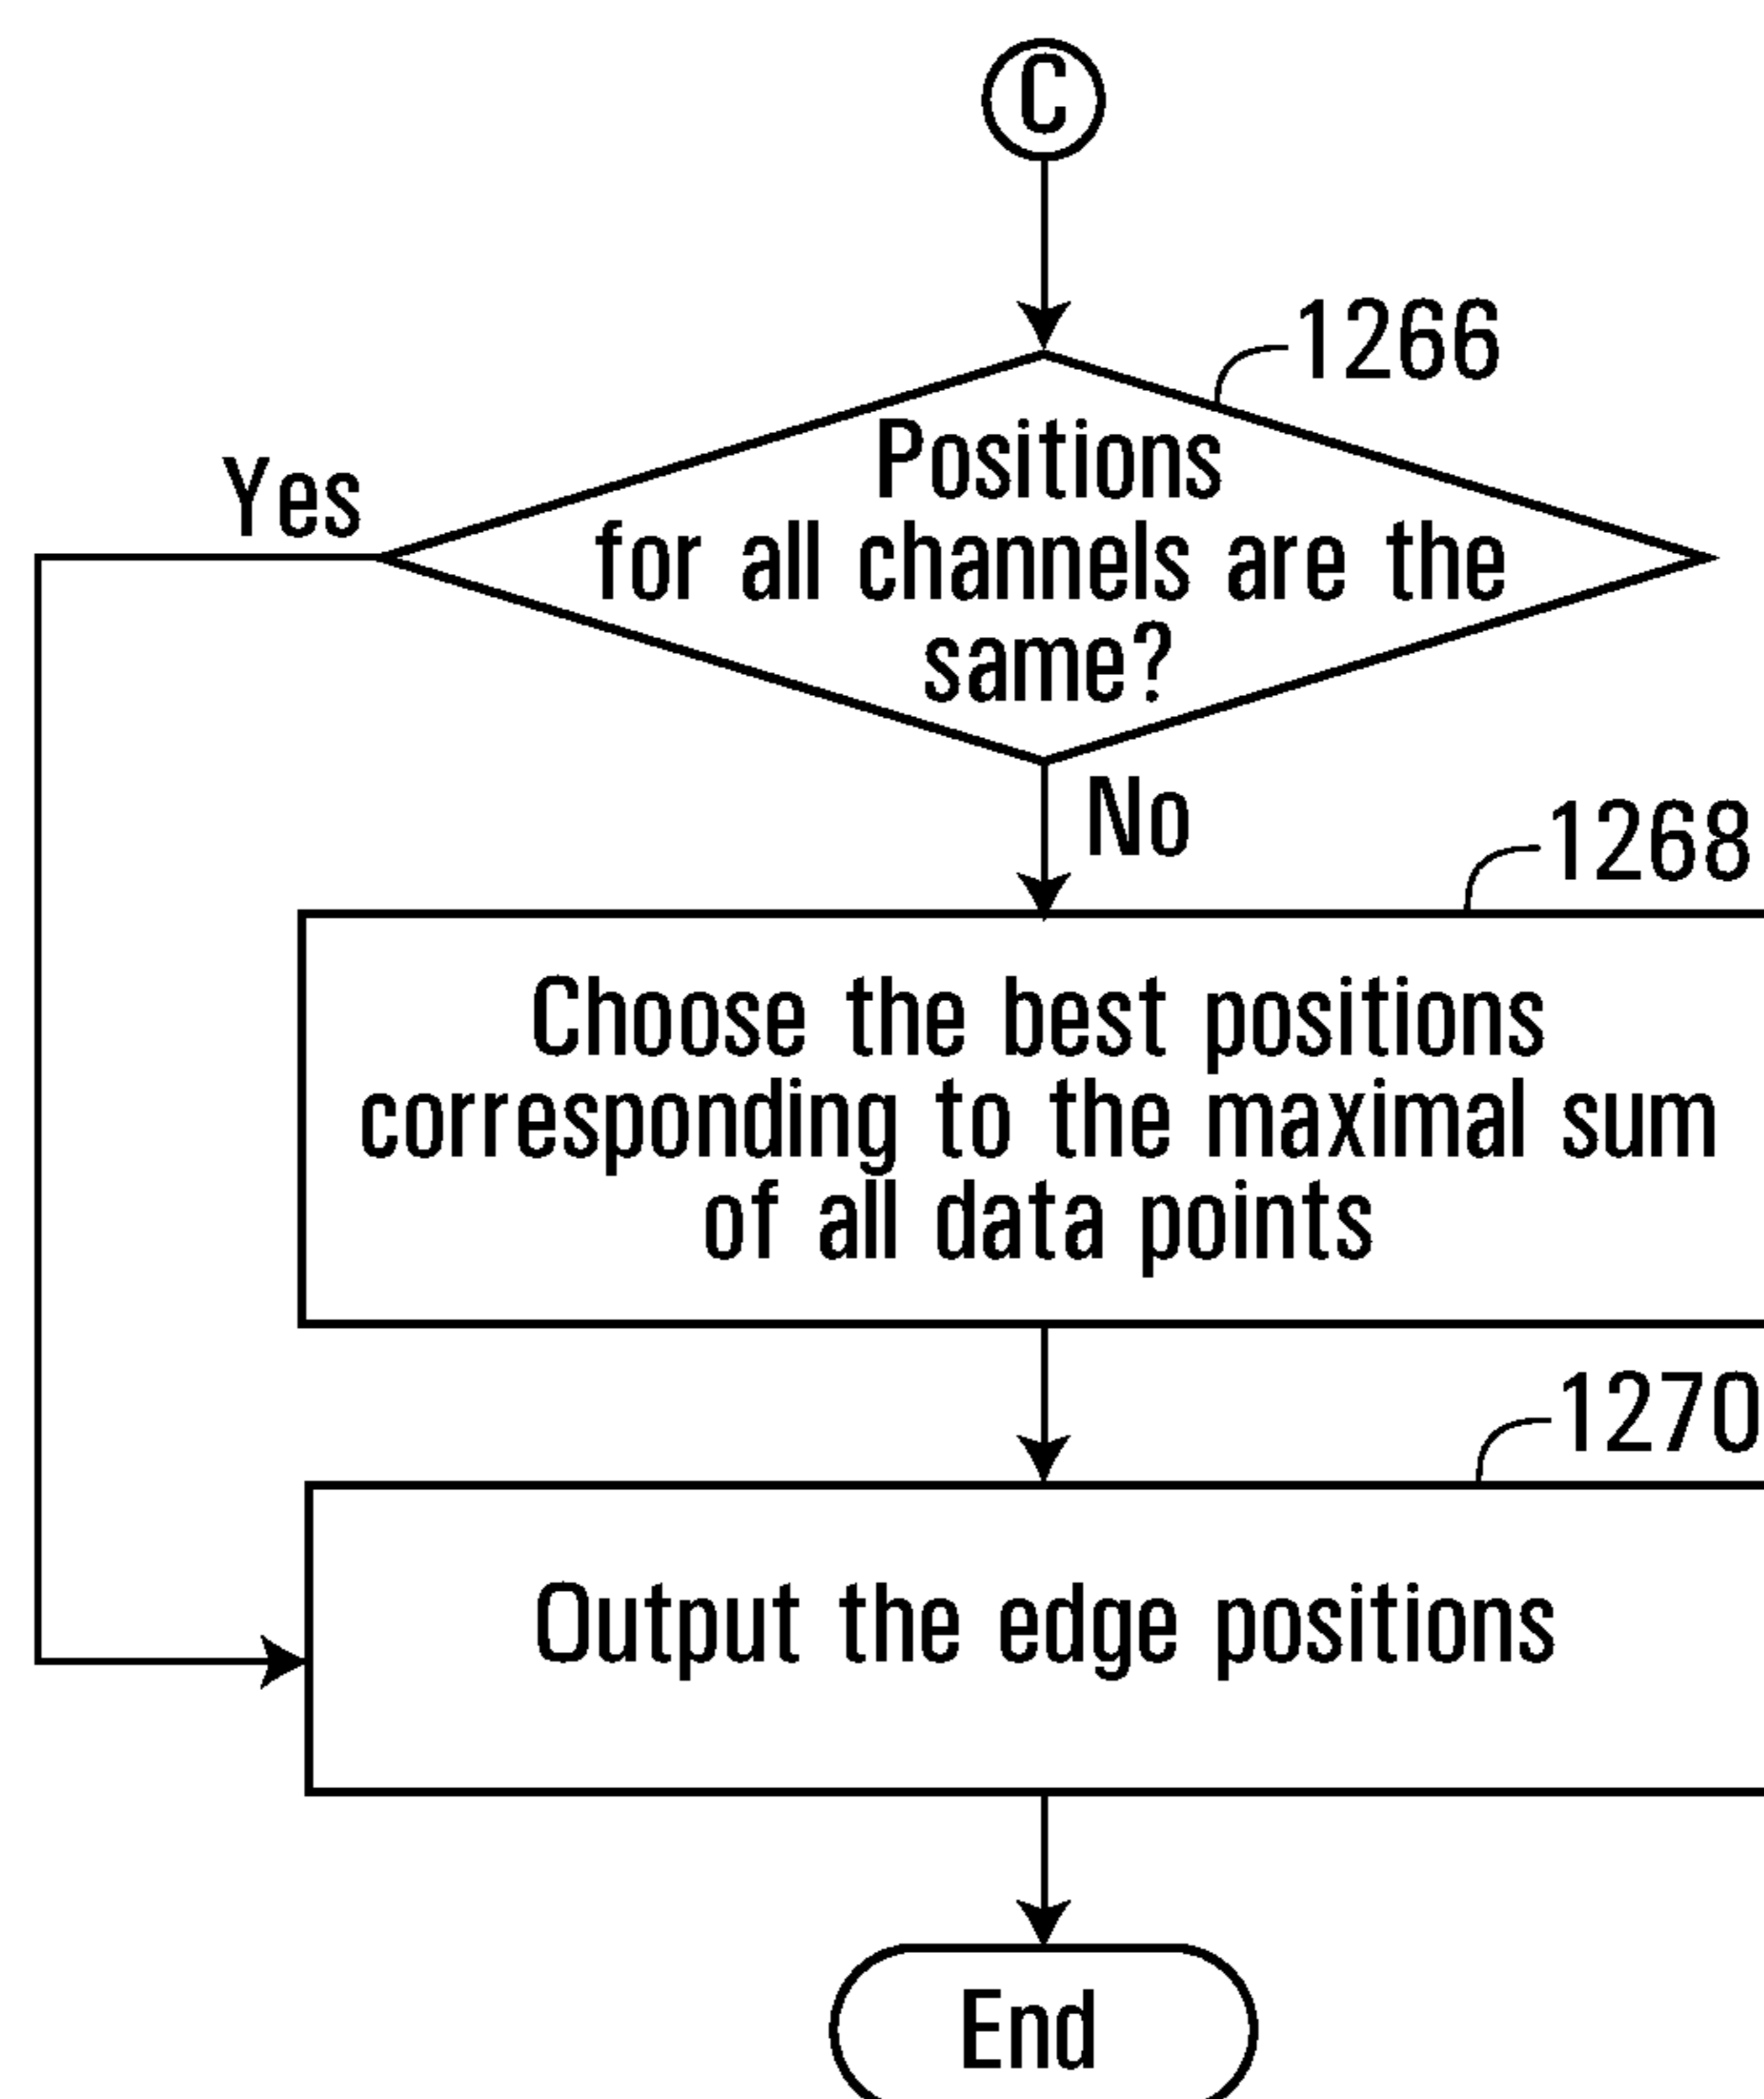 C
1266
Positions
for all channels are the
same?
Yes
No
1268
Choose the best positions
corresponding to the maximal sum
of all data points
1270
Output the edge positions
End